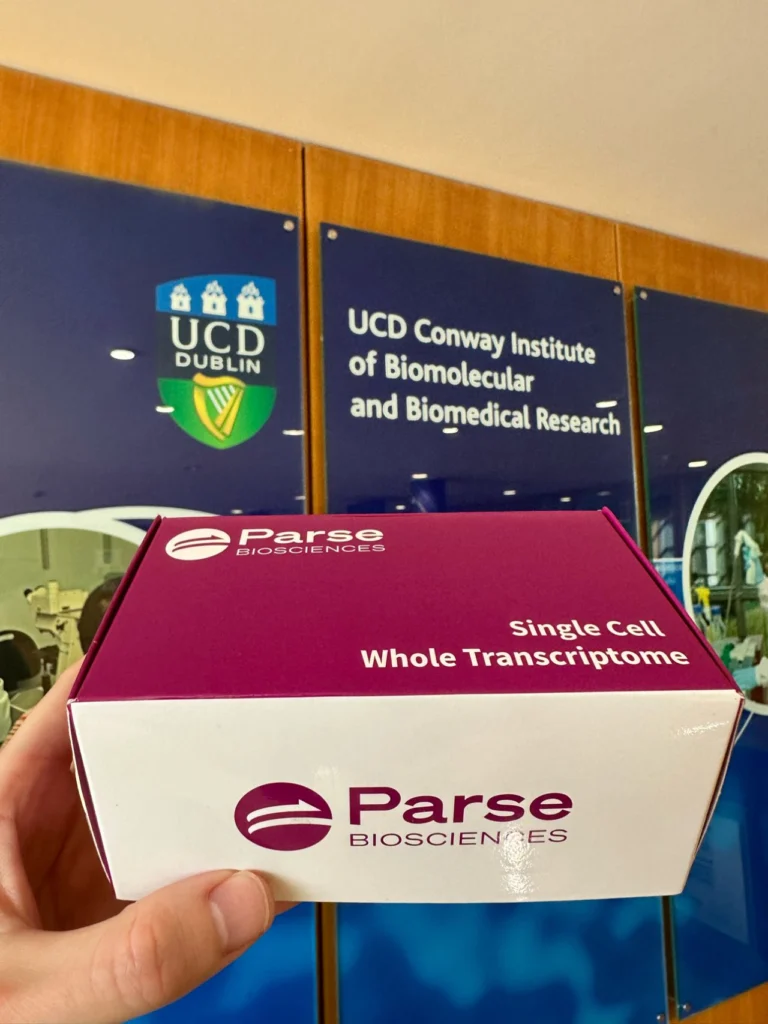 UCD
DUBLIN
UCD Conway Institute
of Biomolecular
and Biomedical Research
Parse
BIOSCIENCES
Single Cell
Whole Transcriptome
Parse
BIOSCIENCES